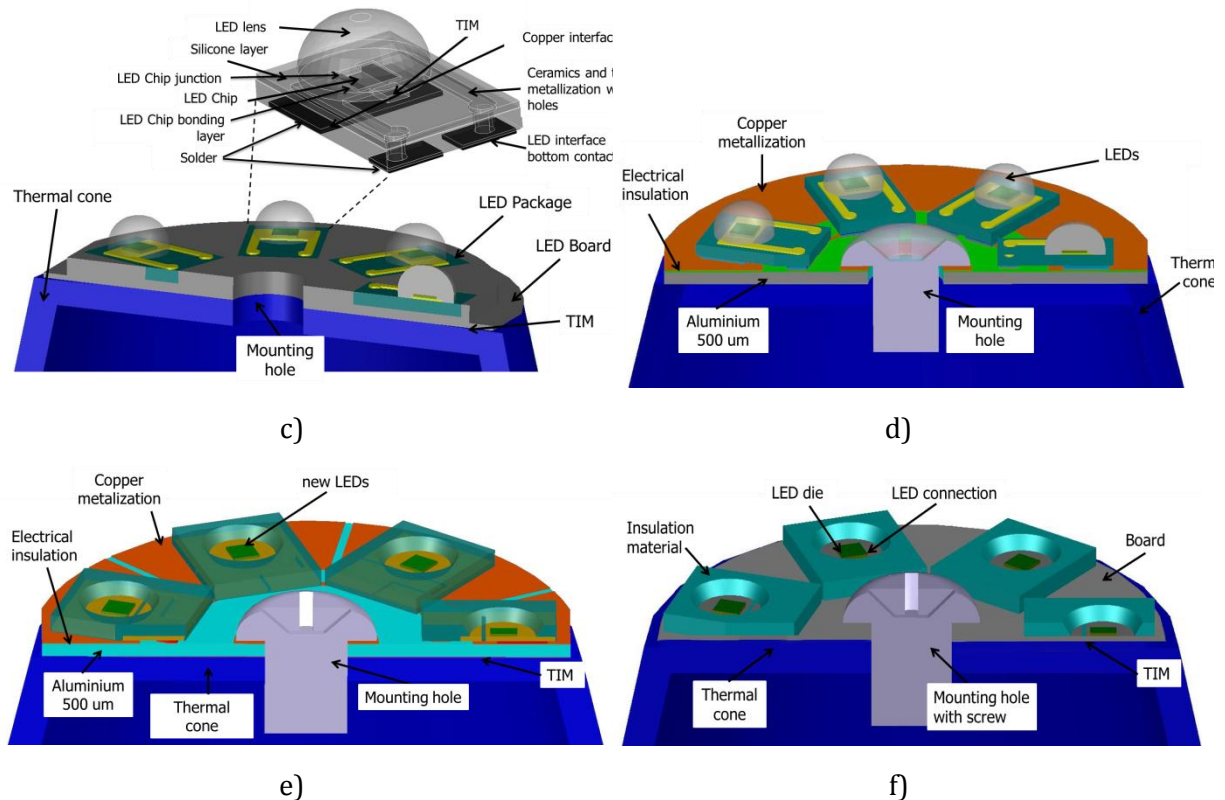 LED lens
TIM
Copper interfac
Silicone layer
LED Chip junction
Ceramics and
metallization w
holes
LED Chip
LED Chip bonding
layer
LED interface
bottom contact
Solder
Thermal cone
LED Package
LED Board
TIM
Mounting
hole
c)
Copper
metallization
LEDs
Electrical
insulation
Therm
cone
Aluminium
500 um
Mounting
hole
d)
Copper
metalization
new LEDs
Electrical
insulation
Aluminium
500 um
Thermal
cone
Mounting hole
TIM
e)
LED die
LED connection
Insulation
material
Board
Thermal
cone
Mounting hole
with screw
TIM
f)